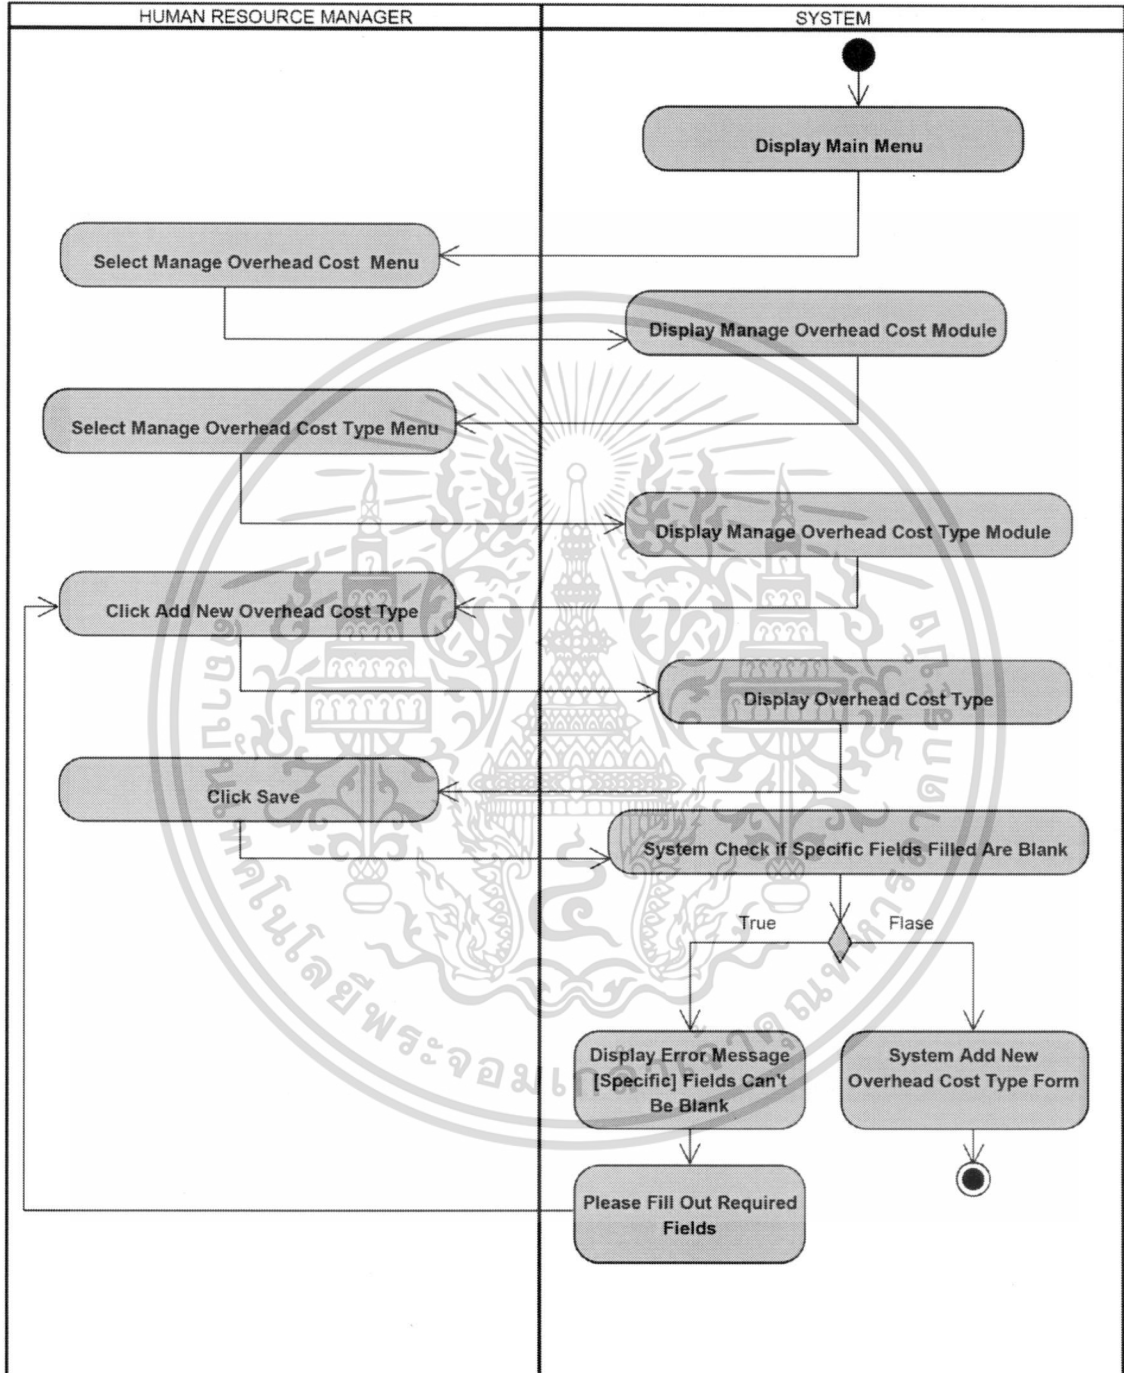 HUMAN RESOURCE MANAGER
SYSTEM
Display Main Menu
Select Manage Overhead Cost Menu
Display Manage Overhead Cost Module
Select Manage Overhead Cost Type Menu
Display Manage Overhead Cost Type Module
Click Add New Overhead Cost Type
Display Overhead Cost Type
Click Save
System Check if Specific Fields Filled Are Blank
True
Flase
Display Error Message
[Specific] Fields Can't
Be Blank
System Add New
Overhead Cost Type Form
Please Fill Out Required
Fields